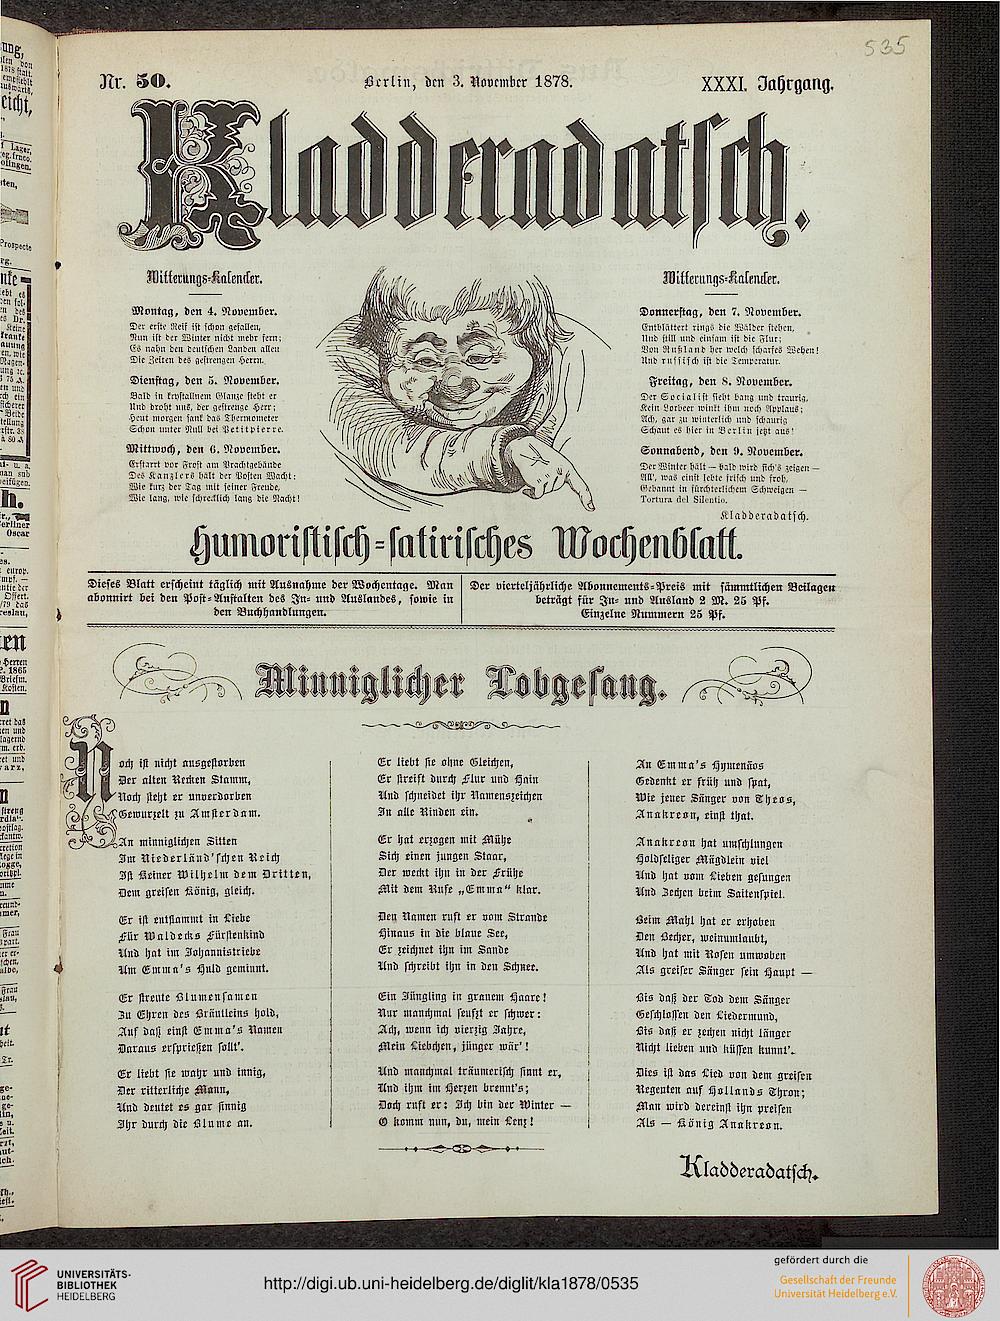 535
Nr. 50.
Berlin, den 3. November 1878.
XXXI. Jahrgang.
Kladderadatsch.
Witterungs-Kalender.
Montag, den 4. November.
Der erste Reif ist schon gefallen,
Nun ist der Winter nicht mehr fern;
Es nahn den deutschen Landen allen
Die Zeiten des gestrengen Herrn.
Dienstag, den 5. November.
Bald in krystallnem Glanze steht er
Und droht uns, der gestrenge Herr;
Heut morgen sank das Thermometer
Schon unter Null bei Petitpierre.
Mittwoch, den 6. November.
Erstarrt vor Frost am Prachtgebäude
Des Kanzlers hält der Posten Wacht:
Wie kurz der Tag mit seiner Freude,
Wie lang, wie schrecklich lang die Nacht!
Witterungs-Kalender.
Donnerstag, den 7. November.
Entblättert rings die Wälder stehen,
Und still und einsam ist die Flur;
Von Rußland her welch scharfes Wehen!
Und russisch ist die Temperatur.
Freitag, den 8. November.
Der Socialist sieht bang und traurig,
Kein Lorbeer winkt ihm noch Applaus;
Ach, gar zu winterlich und schaurig
Schaut es hier in Berlin jetzt aus!
Sonnabend, den 9. November.
Der Winter hält — bald wird sich's zeigen —
All', was einst lebte frisch und froh,
Gebannt in fürchterlichem Schweigen —
Tortura del Silentio.
Kladderadatsch.
Humoristisch-satirisches Wochenblatt.
Dieses Blatt erscheint täglich mit Ausnahme der Wochentage. Man
abonnirt bei den Post-Anstalten des In- und Auslandes, sowie in
den Buchhandlungen.
Der vierteljährliche Abonnements-Preis mit sämmtlichen Beilagen
beträgt für In- und Ausland 2 M. 25 Pf.
Einzelne Nummern 25 Pf.
Minniglicher Lobgesang.
Noch ist nicht ausgestorben
Der alten Recken Stamm,
Noch steht er unverdorben
Gewurzelt zu Amsterdam.
An minniglichen Sitten
Im Niederländ'schen Reich
Ist Keiner Wilhelm dem Dritten,
Dem greisen König, gleich.
Er ist entflammt in Liebe
Für Waldecks Fürstenkind
Und hat im Johannistriebe
Um Emma's Huld geminnt.
Er streute Blumensamen
Zu Ehren des Bräutleins hold,
Auf daß einst Emma's Namen
Daraus ersprießen sollt'.
Er liebt sie wahr und innig,
Der ritterliche Mann,
Und deutet es gar sinnig
Ihr durch die Blume an.
Er liebt sie ohne Gleichen,
Er streift durch Flur und Hain
Und schneidet ihr Namenszeichen
In alle Rinden ein.
Er hat erzogen mit Mühe
Sich einen jungen Staar,
Der weckt ihn in der Frühe
Mit dem Rufe „Emma“ klar.
Den Namen ruft er vom Strande
Hinaus in die blaue See,
Er zeichnet ihn im Sande
Und schreibt ihn in den Schnee.
Ein Jüngling in grauem Haare!
Nur manchmal seufzt er schwer:
Ach, wenn ich vierzig Jahre,
Mein Liebchen, jünger wär'!
Und manchmal träumerisch sinnt er,
Und ihm im Herzen brennt's;
Doch ruft er: Ich bin der Winter —
O komm nun, du, mein Lenz!
An Emma's Hymenäos
Gedenkt er früh und spat,
Wie jener Sänger von Theos,
Anakreon, einst that.
Anakreon hat umschlungen
Holdseliger Mägdlein viel
Und hat vom Lieben gesungen
Und Zechen beim Saitenspiel.
Beim Mahl hat er erhoben
Den Becher, weinumlaubt,
Und hat mit Rosen umwoben
Als greiser Sänger sein Haupt —
Bis daß der Tod dem Sänger
Geschlossen den Liedermund,
Bis daß er zechen nicht länger
Nicht lieben und küssen kunnt'.
Dies ist das Lied von dem greisen
Regenten auf Hollands Thron;
Man wird dereinst ihn preisen
Als — König Anakreon.
Kladderadatsch.
UNIVERSITÄTS-
BIBLIOTHEK
HEIDELBERG
http://digi.ub.uni-heidelberg.de/diglit/kla1878/0535
gefördert durch die
Gesellschaft der Freunde
Universität Heidelberg e.V.